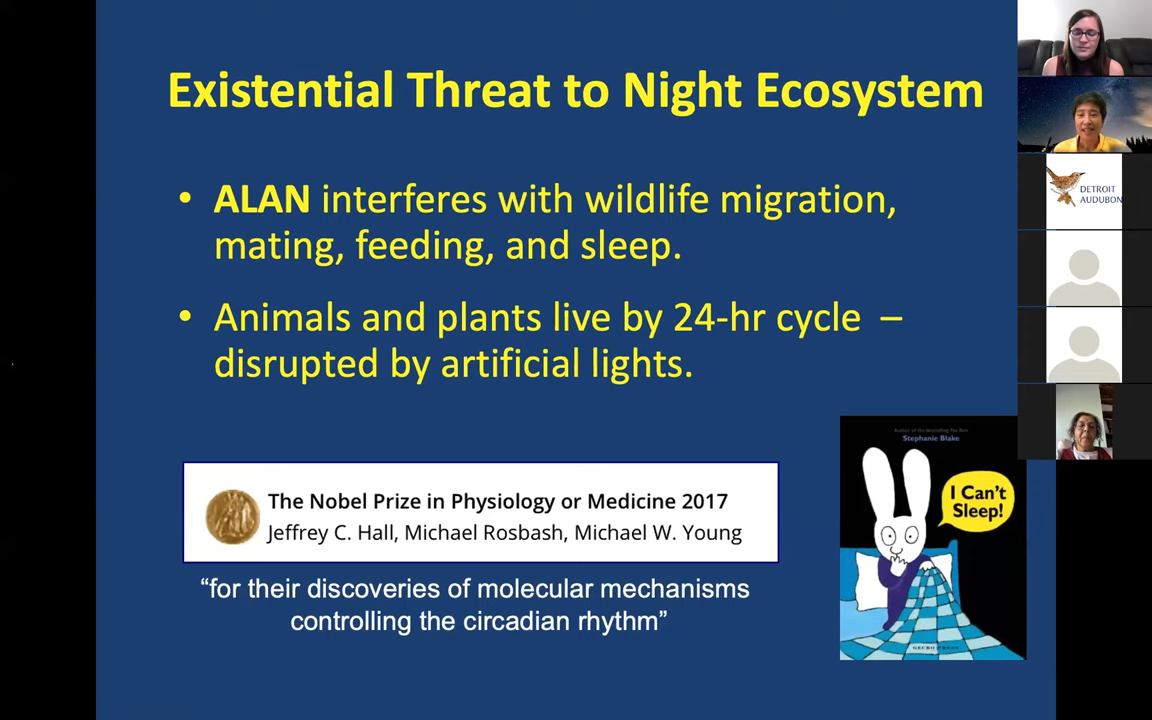 Existential Threat to Night Ecosystem
• ALAN interferes with wildlife migration,
mating, feeding, and sleep.
• Animals and plants live by 24-hr cycle –
disrupted by artificial lights.
The Nobel Prize in Physiology or Medicine 2017
Jeffrey C. Hall, Michael Rosbash, Michael W. Young
“for their discoveries of molecular mechanisms
controlling the circadian rhythm”
Stephanie Blake
I Can't
Sleep!
GECKO PRESS
DETROIT
AUDUBON